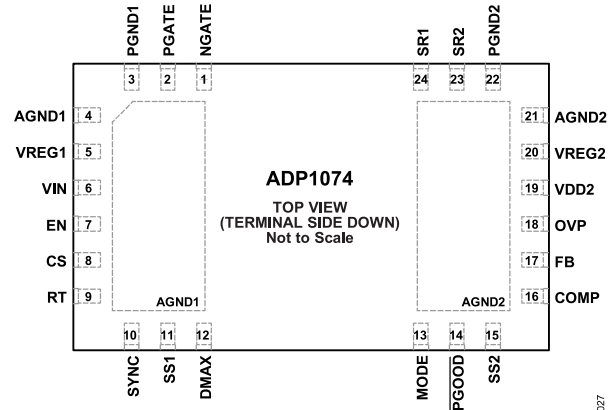 PGND1
PGATE
NGATE
SR1
SR2
PGND2
3
2
1
24
23
22
AGND1 4
21 AGND2
VREG1 5
20 VREG2
VIN 6
ADP1074
19 VDD2
TOP VIEW
(TERMINAL SIDE DOWN)
Not to Scale
EN 7
18 OVP
CS 8
17 FB
RT 9
16 COMP
AGND1
AGND2
10
11
12
13
14
15
SYNC
SS1
DMAX
MODE
PGOOD
SS2
027